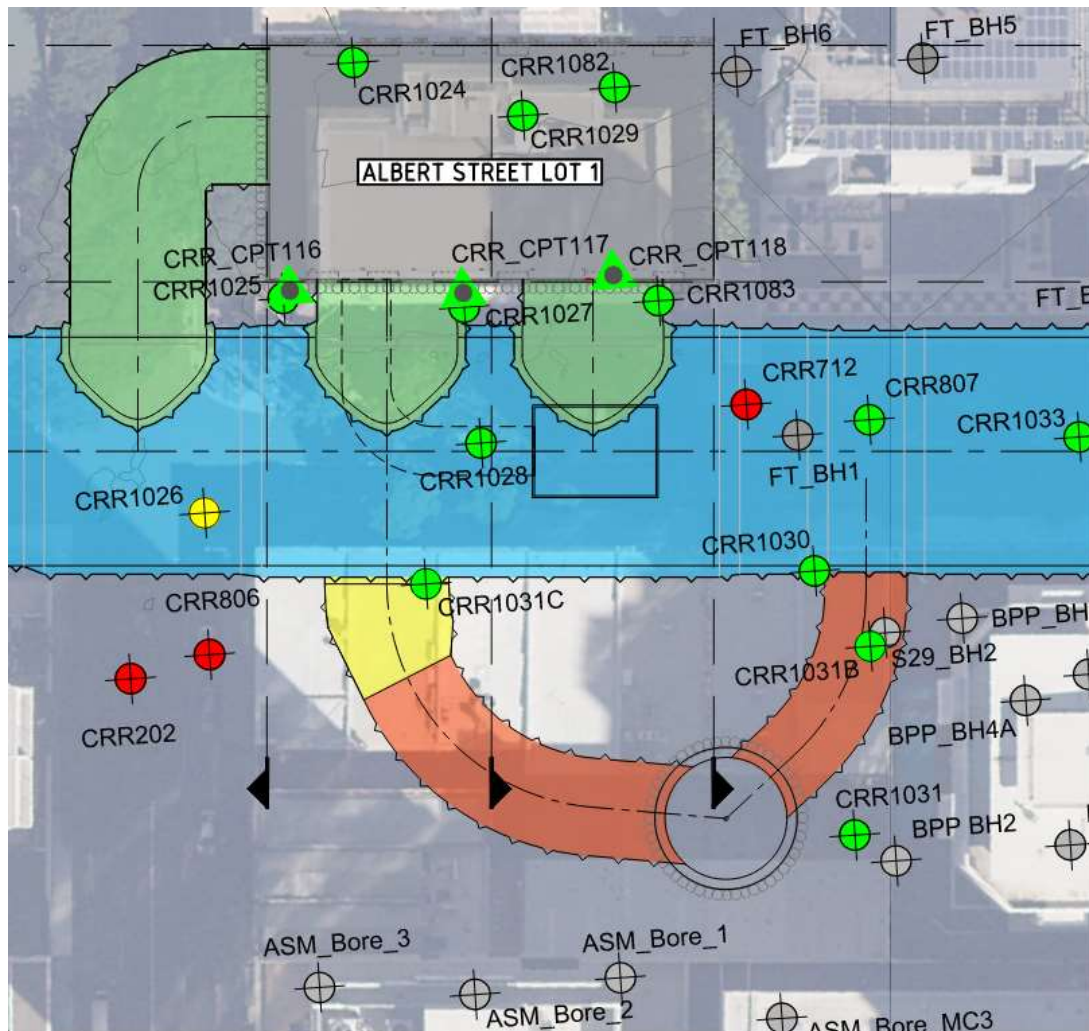 FT_BH6
FT_BH5
CRR1082
CRR1024
CRR1029
ALBERT STREET LOT 1
CRR_CPT116
CRR_CPT117
CRR_CPT118
CRR1025
CRR1027
CRR1083
CRR712
CRR807
CRR1033
CRR1028
FT_BH1
CRR1026
CRR1030
CRR806
CRR1031C
BPP_BH
CRR1031B
S29_BH2
CRR202
BPP_BH4A
CRR1031
BPP BH2
ASM_Bore_3
ASM_Bore_1
ASM_Bore_2
ASM_Bore_MC3